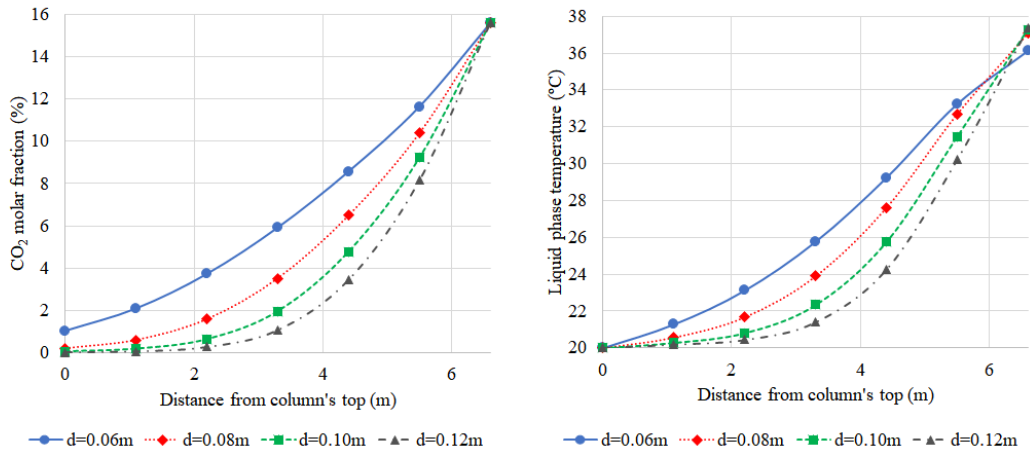 CO2 molar fraction (%)
16
14
12
10
8
6
4
2
0
0 2 4 6
Distance from column's top (m)
d=0.06m d=0.08m d=0.10m d=0.12m
Liquid phase temperature (°C)
38
36
34
32
30
28
26
24
22
20
0 2 4 6
Distance from column's top (m)
d=0.06m d=0.08m d=0.10m d=0.12m